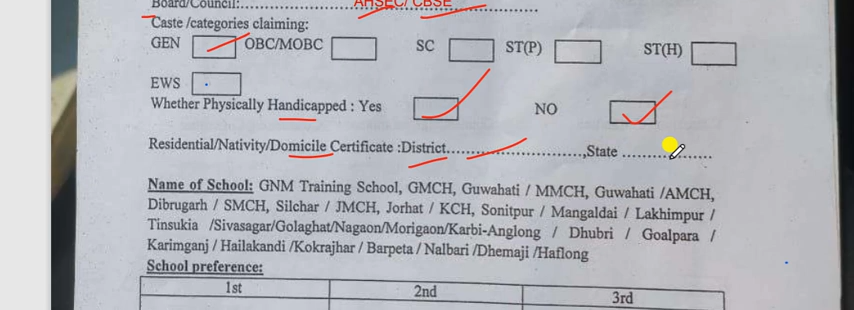 Board/Council:.......... AHSEC/ CBSE ..........
Caste /categories claiming:
GEN OBC/MOBC SC ST(P) ST(H)
EWS
Whether Physically Handicapped : Yes NO
Residential/Nativity/Domicile Certificate :District..............................,State ....................
Name of School: GNM Training School, GMCH, Guwahati / MMCH, Guwahati /AMCH,
Dibrugarh / SMCH, Silchar / JMCH, Jorhat / KCH, Sonitpur / Mangaldai / Lakhimpur /
Tinsukia /Sivasagar/Golaghat/Nagaon/Morigaon/Karbi-Anglong / Dhubri / Goalpara /
Karimganj / Hailakandi /Kokrajhar / Barpeta / Nalbari /Dhemaji /Haflong
School preference:
1st 2nd 3rd